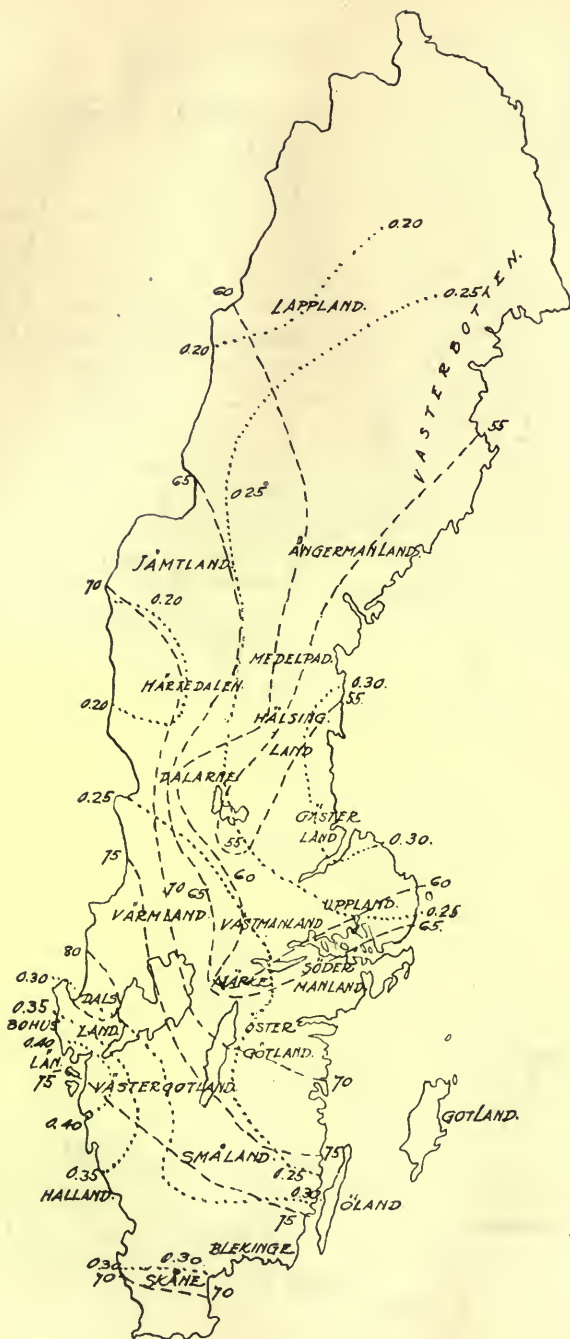 0.20
60
LAPPLAND.
0.25
VÄSTERBOTTEN.
0.20
55
65
0.25
JÄMTLAND
ÅNGERMANLAND.
70
0.20
MEDELPAD.
HÄRJEDALEN
0.30.
55.
0.20
HÄLSING
LAND
DALARNE
0.25
GÄSTER
LAND
55
0.30.
75
60
60
70 65
UPPLAND.
VÄRMLAND
VÄSTMANLAND
0.25
65.
80
NÄRKE
SÖDER
MANLAND.
0.30
DALS
LAND.
0.35
BOHUS
0.40
LÄN.
75
ÖSTER
GÖTLAND.
VÄSTERGOTLAND.
70
0.40
GOTLAND.
SMÅLAND
75
0.35
0.25
HALLAND.
0.30
ÖLAND
75
BLEKINGE
0.30
0.30
70
SKÅNE
70